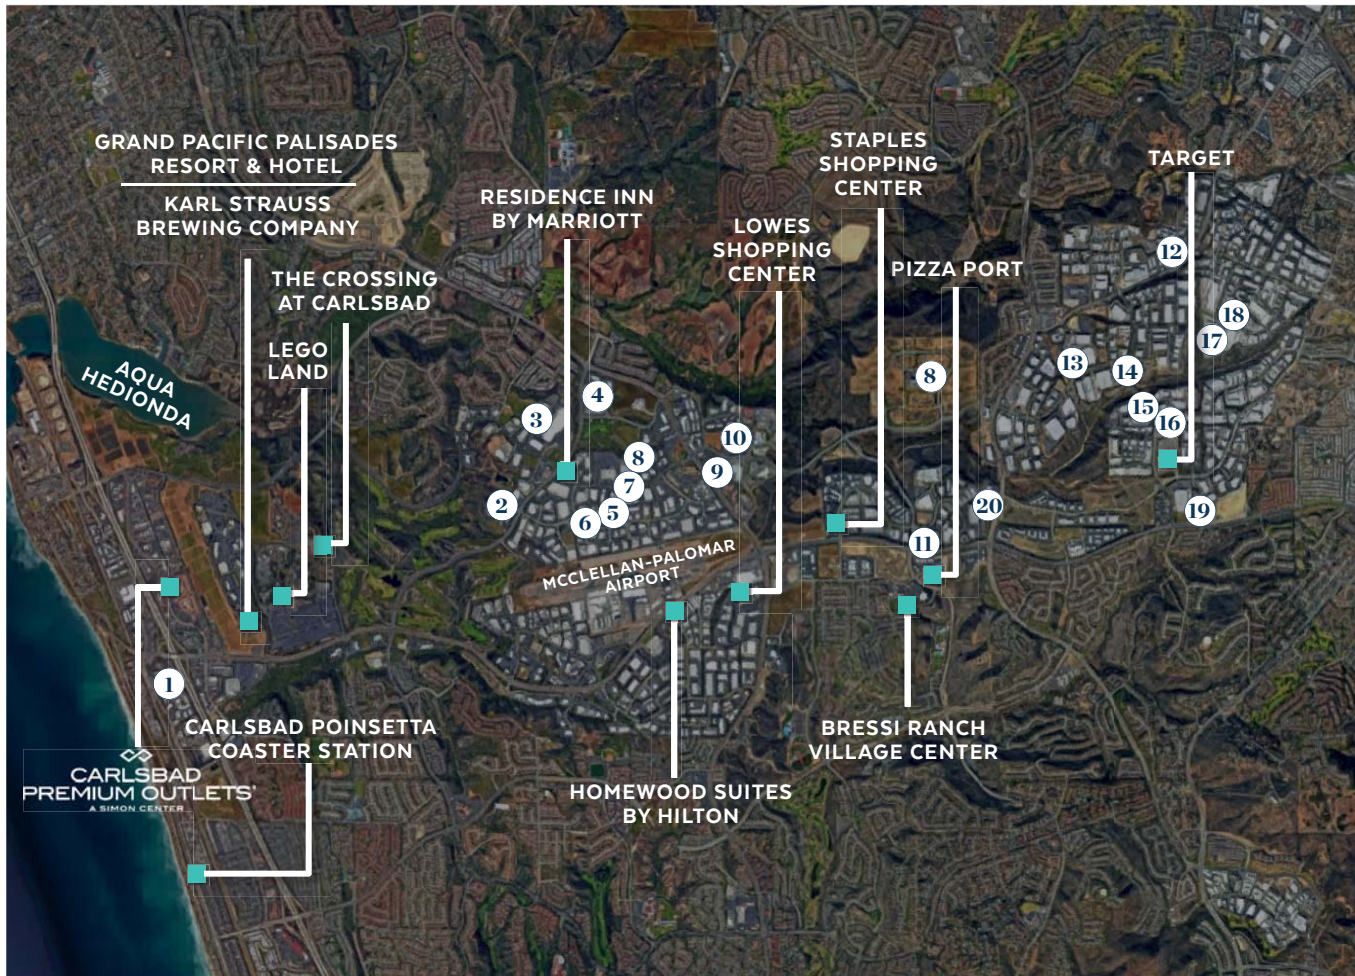 GRAND PACIFIC PALISADES
RESORT & HOTEL
KARL STRAUSS
BREWING COMPANY
THE CROSSING
AT CARLSBAD
LEGO
LAND
AQUA
HEDIONDA
RESIDENCE INN
BY MARRIOTT
LOWES
SHOPPING
CENTER
STAPLES
SHOPPING
CENTER
PIZZA PORT
TARGET
12
18
17
13
14
8
15
16
4
3
10
8
9
7
2
5
6
20
19
11
MCCLELLAN-PALOMAR
AIRPORT
1
CARLSBAD POINSETTA
COASTER STATION
CARLSBAD
PREMIUM OUTLETS®
A SIMON CENTER
HOMEWOOD SUITES
BY HILTON
BRESSI RANCH
VILLAGE CENTER